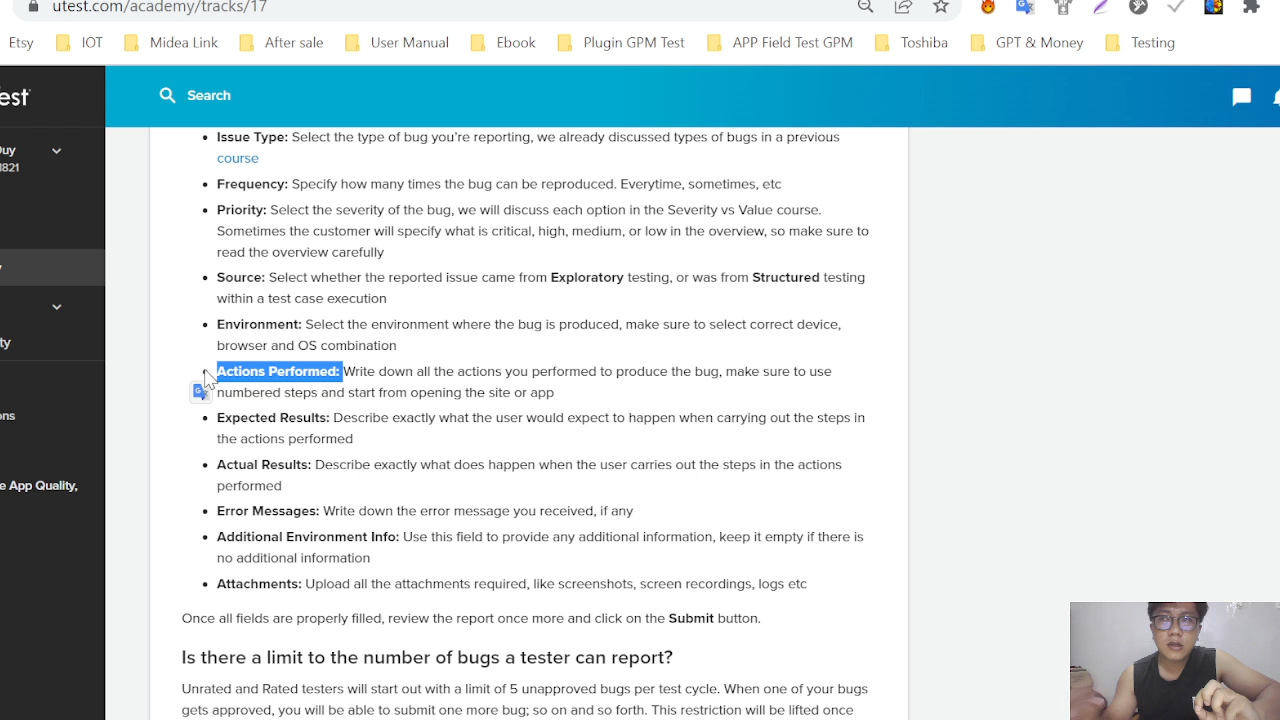 utest.com/academy/tracks/17
Etsy IOT Midea Link After sale User Manual Ebook Plugin GPM Test APP Field Test GPM Toshiba GPT & Money Testing
Search
Issue Type: Select the type of bug you're reporting, we already discussed types of bugs in a previous
course
Frequency: Specify how many times the bug can be reproduced. Everytime, sometimes, etc
Priority: Select the severity of the bug, we will discuss each option in the Severity vs Value course.
Sometimes the customer will specify what is critical, high, medium, or low in the overview, so make sure to
read the overview carefully
Source: Select whether the reported issue came from Exploratory testing, or was from Structured testing
within a test case execution
Environment: Select the environment where the bug is produced, make sure to select correct device,
browser and OS combination
Actions Performed: Write down all the actions you performed to produce the bug, make sure to use
numbered steps and start from opening the site or app
Expected Results: Describe exactly what the user would expect to happen when carrying out the steps in
the actions performed
Actual Results: Describe exactly what does happen when the user carries out the steps in the actions
performed
Error Messages: Write down the error message you received, if any
Additional Environment Info: Use this field to provide any additional information, keep it empty if there is
no additional information
Attachments: Upload all the attachments required, like screenshots, screen recordings, logs etc
Once all fields are properly filled, review the report once more and click on the Submit button.
Is there a limit to the number of bugs a tester can report?
Unrated and Rated testers will start out with a limit of 5 unapproved bugs per test cycle. When one of your bugs
gets approved, you will be able to submit one more bug; so on and so forth. This restriction will be lifted once
est
uy
1821
ty
ons
e App Quality,